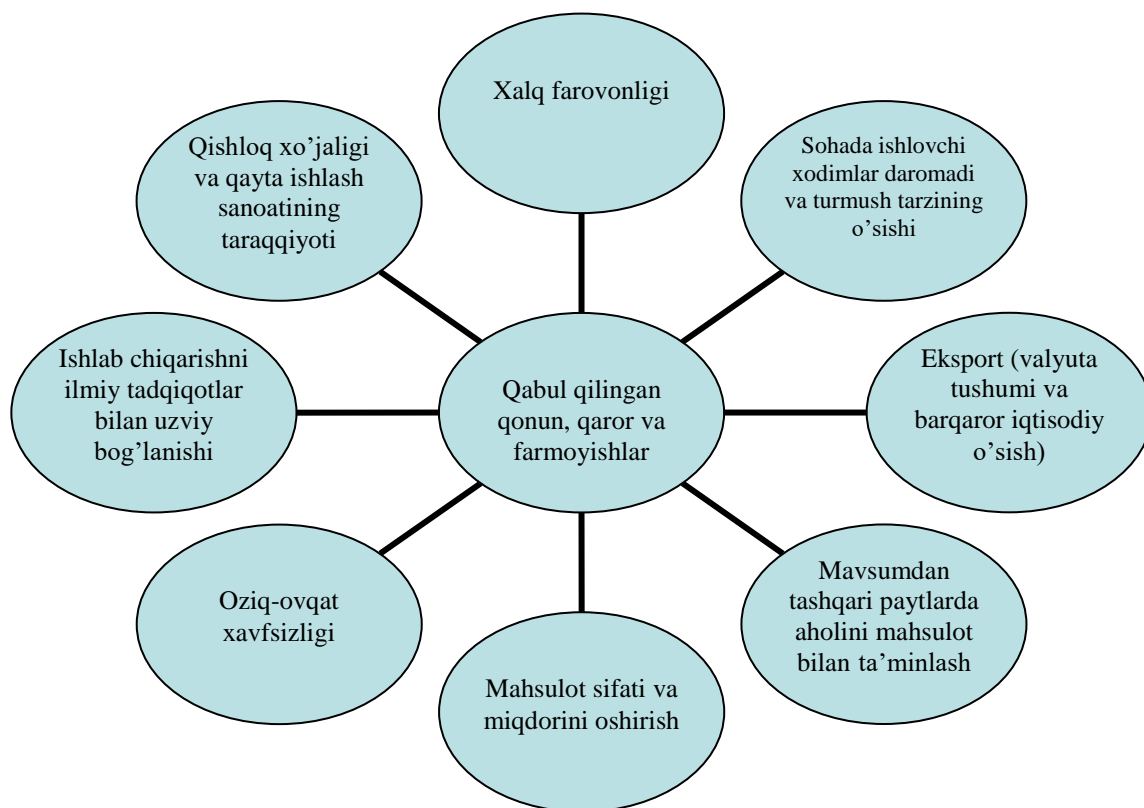 Xalq farovonligi
Qishloq xo’jaligi
va qayta ishlash
sanoatining
taraqqiyoti
Sohada ishlovchi
xodimlar daromadi
va turmush tarzining
o’sishi
Ishlab chiqarishni
ilmiy tadqiqotlar
bilan uzviy
bog’lanishi
Qabul qilingan
qonun, qaror va
farmoyishlar
Eksport (valyuta
tushumi va
barqaror iqtisodiy
o’sish)
Oziq-ovqat
xavfsizligi
Mahsulot sifati va
miqdorini oshirish
Mavsumdan
tashqari paytlarda
aholini mahsulot
bilan ta’minlash